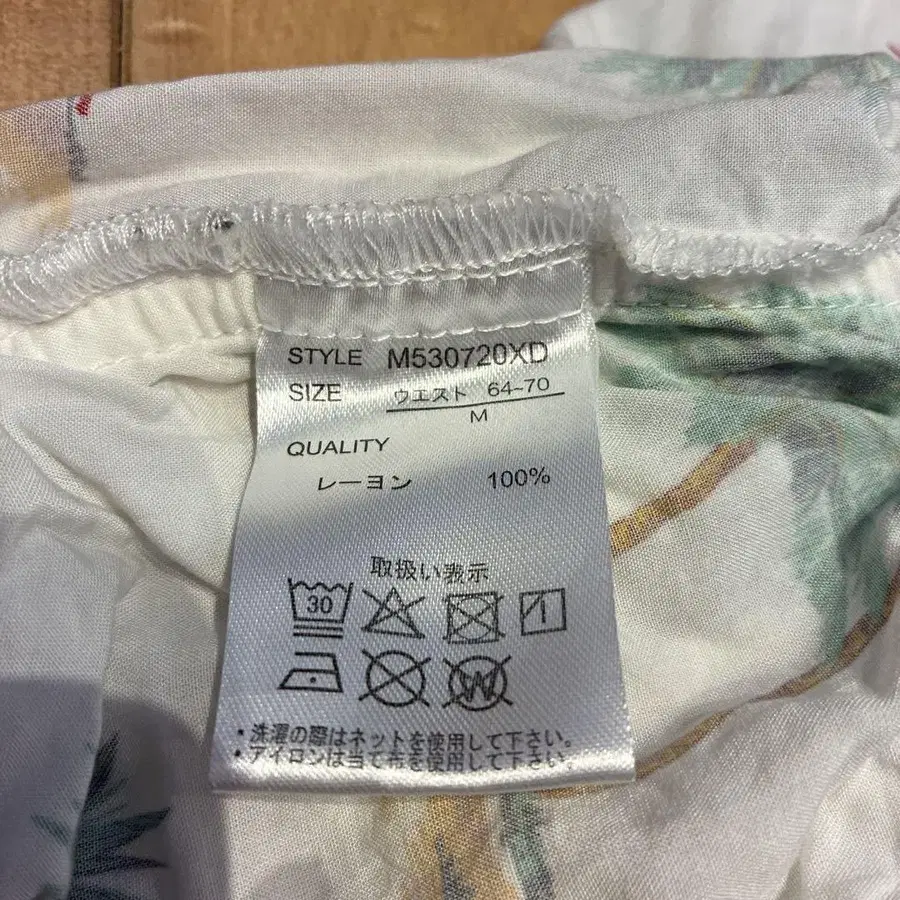 STYLE M530720XD
SIZE ウエスト 64-70
M
QUALITY
レーヨン 100%
取扱い表示
30
W
・洗濯の際はネットを使用して下さい。
・アイロンは当て布を使用して下さい。